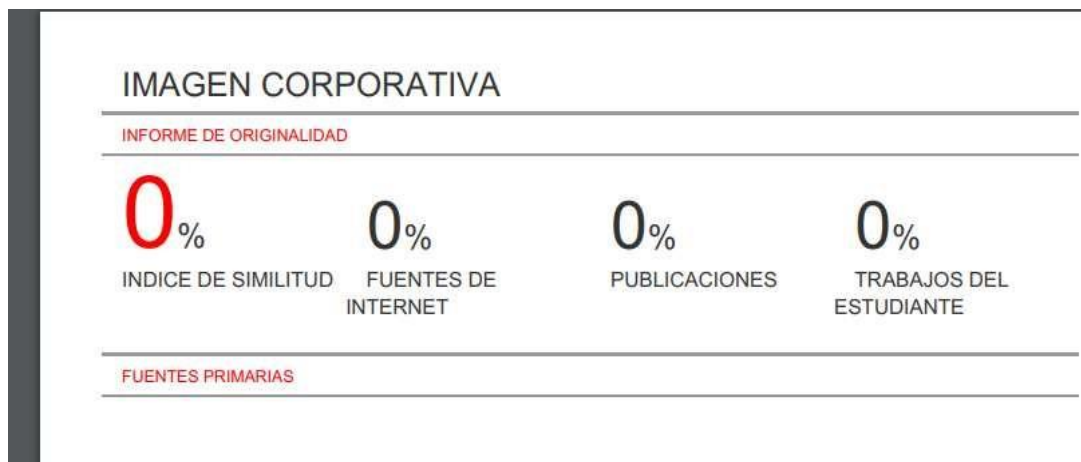 IMAGEN CORPORATIVA
INFORME DE ORIGINALIDAD
0% 0% 0% 0%
INDICE DE SIMILITUD FUENTES DE PUBLICACIONES TRABAJOS DEL
INTERNET ESTUDIANTE
FUENTES PRIMARIAS